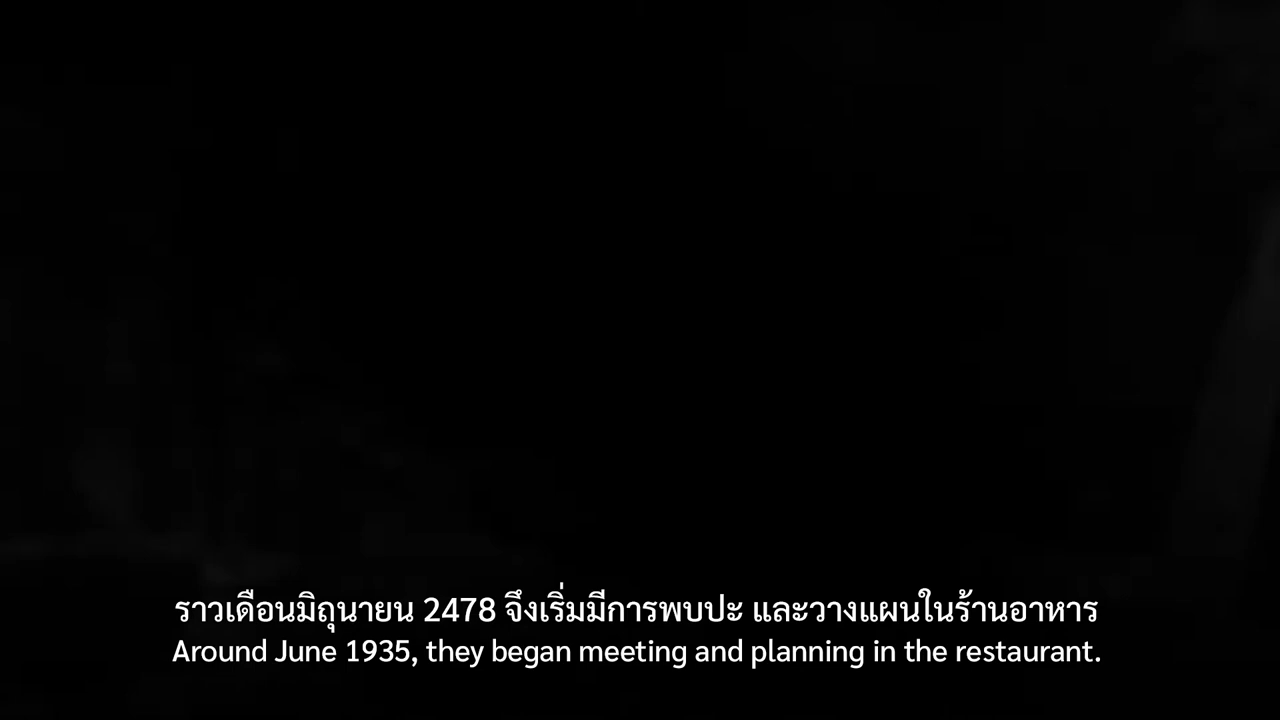 ราวเดือนมิถุนายน 2478 จึงเริ่มมีการพบปะ และวางแผนในร้านอาหาร
Around June 1935, they began meeting and planning in the restaurant.